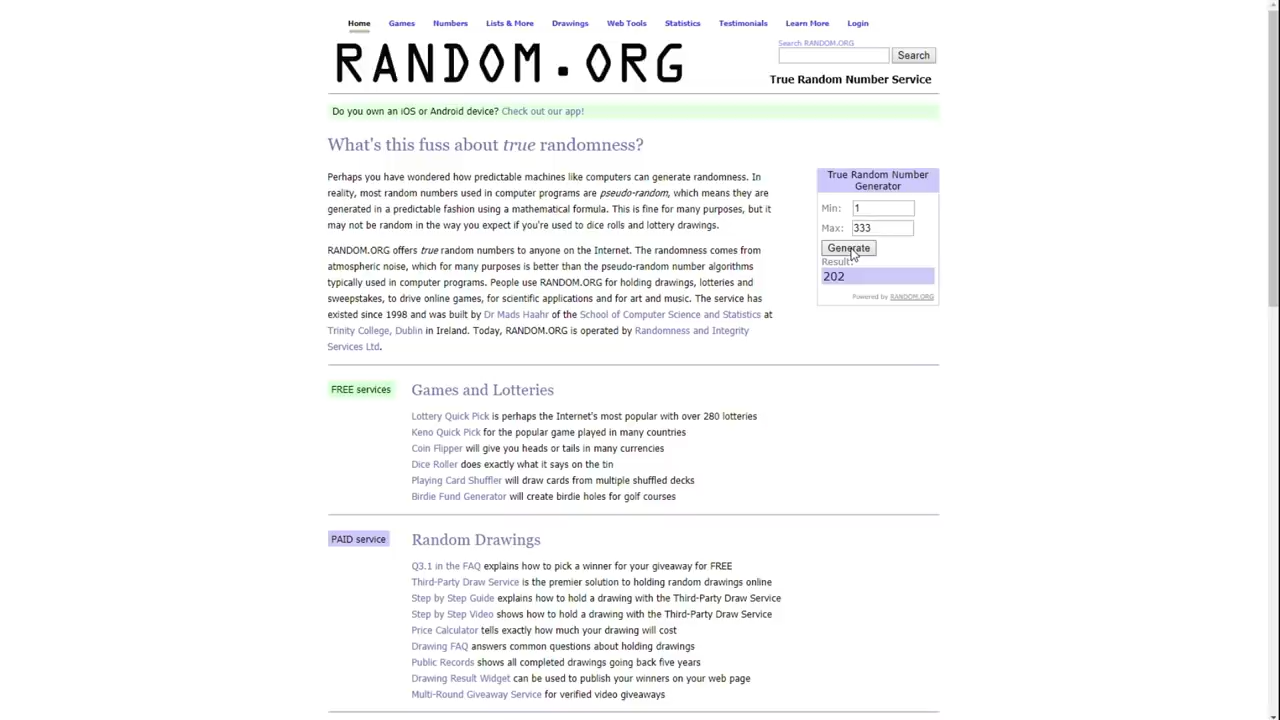 Home Games Numbers Lists & More Drawings Web Tools Statistics Testimonials Learn More Login
RANDOM.ORG
Search RANDOM.ORG
Search
True Random Number Service
Do you own an iOS or Android device? Check out our app!
What's this fuss about true randomness?
Perhaps you have wondered how predictable machines like computers can generate randomness. In
reality, most random numbers used in computer programs are pseudo-random, which means they are
generated in a predictable fashion using a mathematical formula. This is fine for many purposes, but it
may not be random in the way you expect if you're used to dice rolls and lottery drawings.
RANDOM.ORG offers true random numbers to anyone on the Internet. The randomness comes from
atmospheric noise, which for many purposes is better than the pseudo-random number algorithms
typically used in computer programs. People use RANDOM.ORG for holding drawings, lotteries and
sweepstakes, to drive online games, for scientific applications and for art and music. The service has
existed since 1998 and was built by Dr Mads Haahr of the School of Computer Science and Statistics at
Trinity College, Dublin in Ireland. Today, RANDOM.ORG is operated by Randomness and Integrity
Services Ltd.
True Random Number
Generator
Min: 1
Max: 333
Generate
Result:
202
Powered by RANDOM.ORG
FREE services
Games and Lotteries
Lottery Quick Pick is perhaps the Internet's most popular with over 280 lotteries
Keno Quick Pick for the popular game played in many countries
Coin Flipper will give you heads or tails in many currencies
Dice Roller does exactly what it says on the tin
Playing Card Shuffler will draw cards from multiple shuffled decks
Birdie Fund Generator will create birdie holes for golf courses
PAID service
Random Drawings
Q3.1 in the FAQ explains how to pick a winner for your giveaway for FREE
Third-Party Draw Service is the premier solution to holding random drawings online
Step by Step Guide explains how to hold a drawing with the Third-Party Draw Service
Step by Step Video shows how to hold a drawing with the Third-Party Draw Service
Price Calculator tells exactly how much your drawing will cost
Drawing FAQ answers common questions about holding drawings
Public Records shows all completed drawings going back five years
Drawing Result Widget can be used to publish your winners on your web page
Multi-Round Giveaway Service for verified video giveaways